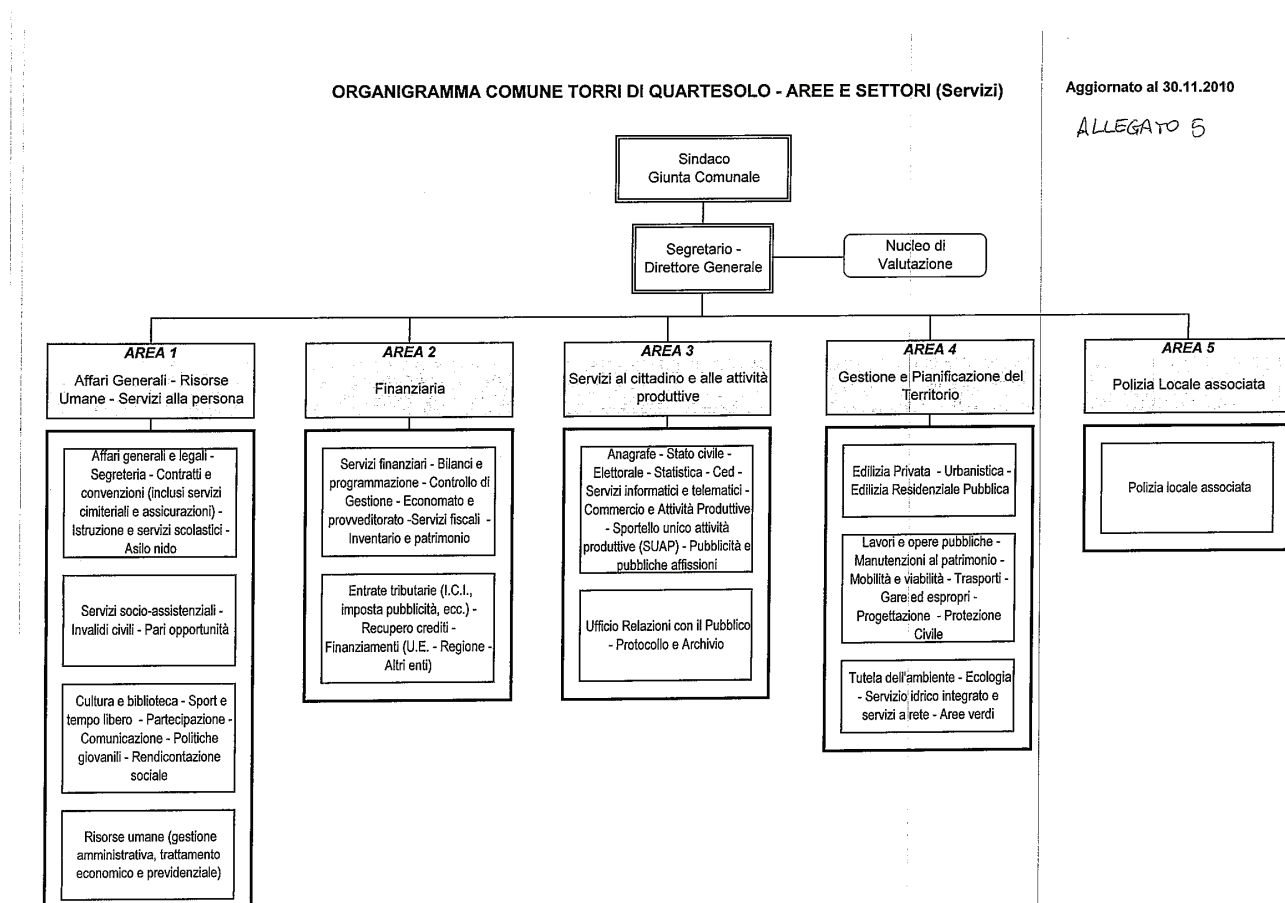 ORGANIGRAMMA COMUNE TORRI DI QUARTESOLO - AREE E SETTORI (Servizi)
Aggiornato al 30.11.2010
ALLEGATO 5
Sindaco
Giunta Comunale
Segretario -
Direttore Generale
Nucleo di
Valutazione
AREA 1
Affari Generali - Risorse
Umane - Servizi alla persona
Affari generali e legali -
Segreteria - Contratti e
convenzioni (inclusi servizi
cimiteriali e assicurazioni) -
Istruzione e servizi scolastici -
Asilo nido
Servizi socio-assistenziali -
Invalidi civili - Pari opportunità
Cultura e biblioteca - Sport e
tempo libero - Partecipazione -
Comunicazione - Politiche
giovanili - Rendicontazione
sociale
Risorse umane (gestione
amministrativa, trattamento
economico e previdenziale)
AREA 2
Finanziaria
Servizi finanziari - Bilanci e
programmazione - Controllo di
Gestione - Economato e
provveditorato -Servizi fiscali -
Inventario e patrimonio
Entrate tributarie (I.C.I.,
imposta pubblicità, ecc.) -
Recupero crediti -
Finanziamenti (U.E. - Regione -
Altri enti)
AREA 3
Servizi al cittadino e alle attività
produttive
Anagrafe - Stato civile -
Elettorale - Statistica - Ced -
Servizi informatici e telematici -
Commercio e Attività Produttive
- Sportello unico attività
produttive (SUAP) - Pubblicità e
pubbliche affissioni
Ufficio Relazioni con il Pubblico
- Protocollo e Archivio
AREA 4
Gestione e Pianificazione del
Territorio
Edilizia Privata - Urbanistica -
Edilizia Residenziale Pubblica
Lavori e opere pubbliche -
Manutenzioni al patrimonio -
Mobilità e viabilità - Trasporti -
Gare ed espropri -
Progettazione - Protezione
Civile
Tutela dell'ambiente - Ecologia
- Servizio idrico integrato e
servizi a rete - Aree verdi
AREA 5
Polizia Locale associata
Polizia locale associata